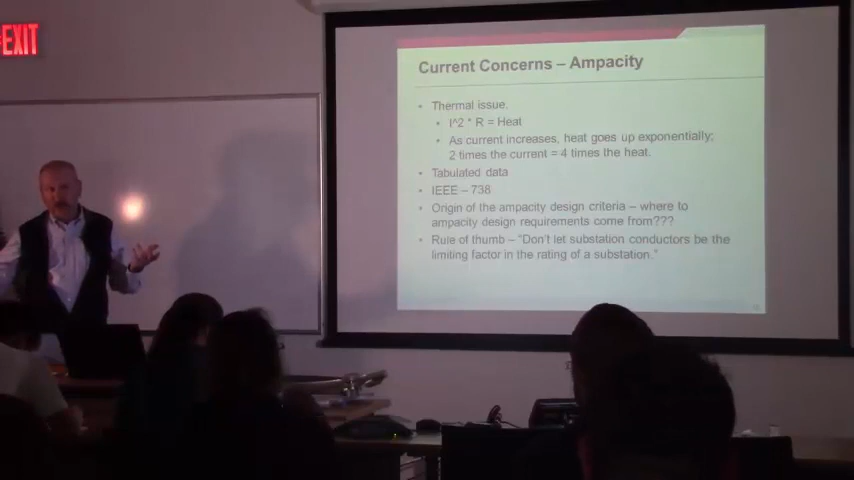 EXIT
Current Concerns – Ampacity
• Thermal issue.
• I^2 * R = Heat
• As current increases, heat goes up exponentially;
2 times the current = 4 times the heat.
• Tabulated data
• IEEE – 738
• Origin of the ampacity design criteria – where to
ampacity design requirements come from???
• Rule of thumb – "Don't let substation conductors be the
limiting factor in the rating of a substation."